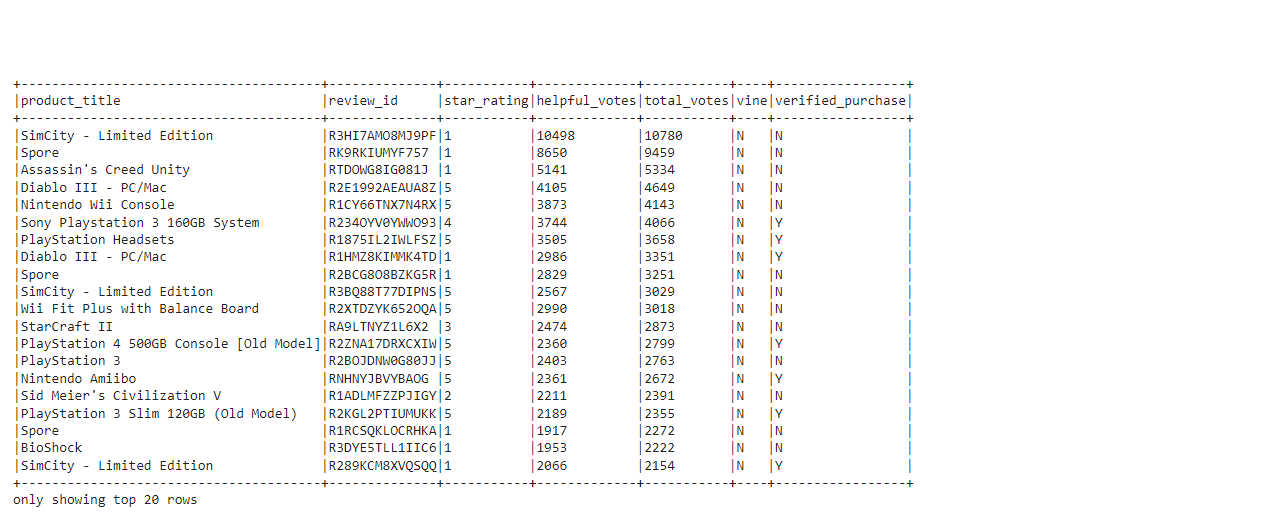 +---------------------------------------+--------------+-----------+-------------+-----------+----+-----------------+
|product_title                          |review_id     |star_rating|helpful_votes|total_votes|vine|verified_purchase|
+---------------------------------------+--------------+-----------+-------------+-----------+----+-----------------+
|SimCity - Limited Edition              |R3HI7AMO8MJ9PF|1          |10498        |10780      |N   |N                |
|Spore                                  |RK9RKIUMYF757 |1          |8650         |9459       |N   |N                |
|Assassin's Creed Unity                 |RTDOWG8IG081J |1          |5141         |5334       |N   |N                |
|Diablo III - PC/Mac                    |R2E1992AEAUA8Z|5          |4105         |4649       |N   |N                |
|Nintendo Wii Console                   |R1CY66TNX7N4RX|5          |3873         |4143       |N   |N                |
|Sony Playstation 3 160GB System        |R234OYV0YWWO93|4          |3744         |4066       |N   |Y                |
|PlayStation Headsets                   |R1875IL2IWLFSZ|5          |3505         |3658       |N   |Y                |
|Diablo III - PC/Mac                    |R1HMZ8KIMMK4TD|1          |2986         |3351       |N   |Y                |
|Spore                                  |R2BCG8O8BZKG5R|1          |2829         |3251       |N   |N                |
|SimCity - Limited Edition              |R3BQ88T77DIPNS|5          |2567         |3029       |N   |N                |
|Wii Fit Plus with Balance Board        |R2XTDZYK652OQA|5          |2990         |3018       |N   |N                |
|StarCraft II                           |RA9LTNYZ1L6X2 |3          |2474         |2873       |N   |N                |
|PlayStation 4 500GB Console [Old Model]|R2ZNA17DRXCXIW|5          |2360         |2799       |N   |Y                |
|PlayStation 3                          |R2BOJDNW0G80JJ|5          |2403         |2763       |N   |N                |
|Nintendo Amiibo                        |RNHNYJBVYBAOG |5          |2361         |2672       |N   |Y                |
|Sid Meier's Civilization V             |R1ADLMFZZPJIGY|2          |2211         |2391       |N   |N                |
|PlayStation 3 Slim 120GB (Old Model)   |R2KGL2PTIUMUKK|5          |2189         |2355       |N   |Y                |
|Spore                                  |R1RCSQKLOCRHKA|1          |1917         |2272       |N   |N                |
|BioShock                               |R3DYE5TLL1IIC6|1          |1953         |2222       |N   |N                |
|SimCity - Limited Edition              |R289KCM8XVQSQQ|1          |2066         |2154       |N   |Y                |
+---------------------------------------+--------------+-----------+-------------+-----------+----+-----------------+
only showing top 20 rows